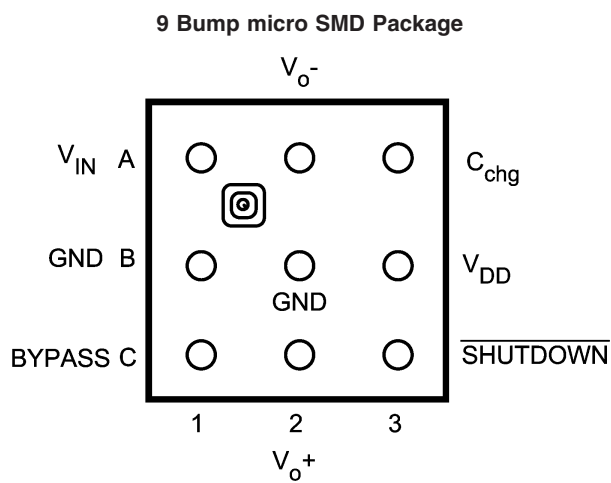 9 Bump micro SMD Package
Vo-
VIN A
Cchg
GND B
VDD
GND
BYPASS C
SHUTDOWN
1 2 3
Vo+